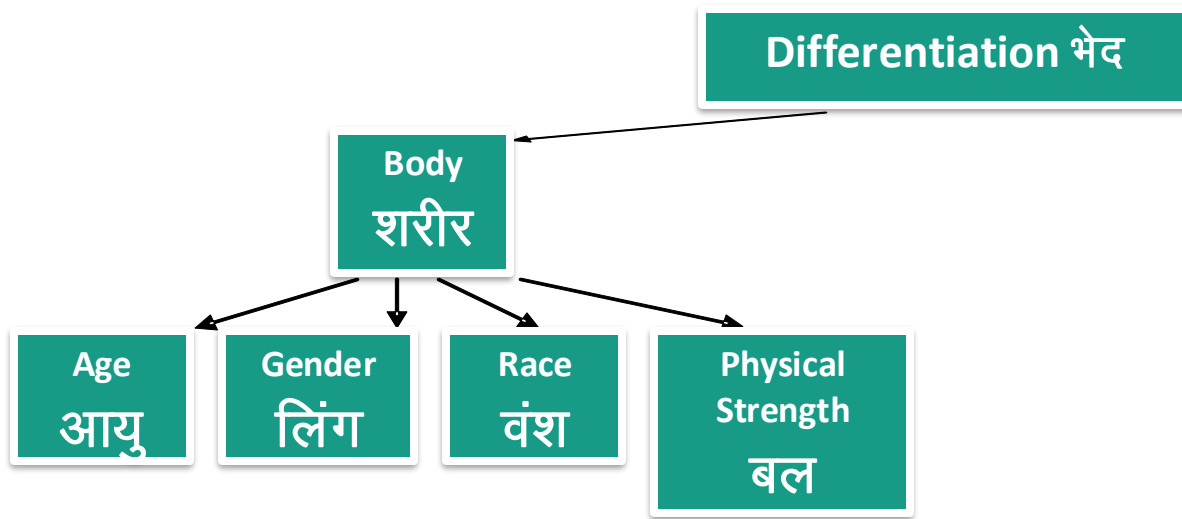 Differentiation भेद
Body
शरीर
Age
आयु
Gender
लिंग
Race
वंश
Physical
Strength
बल